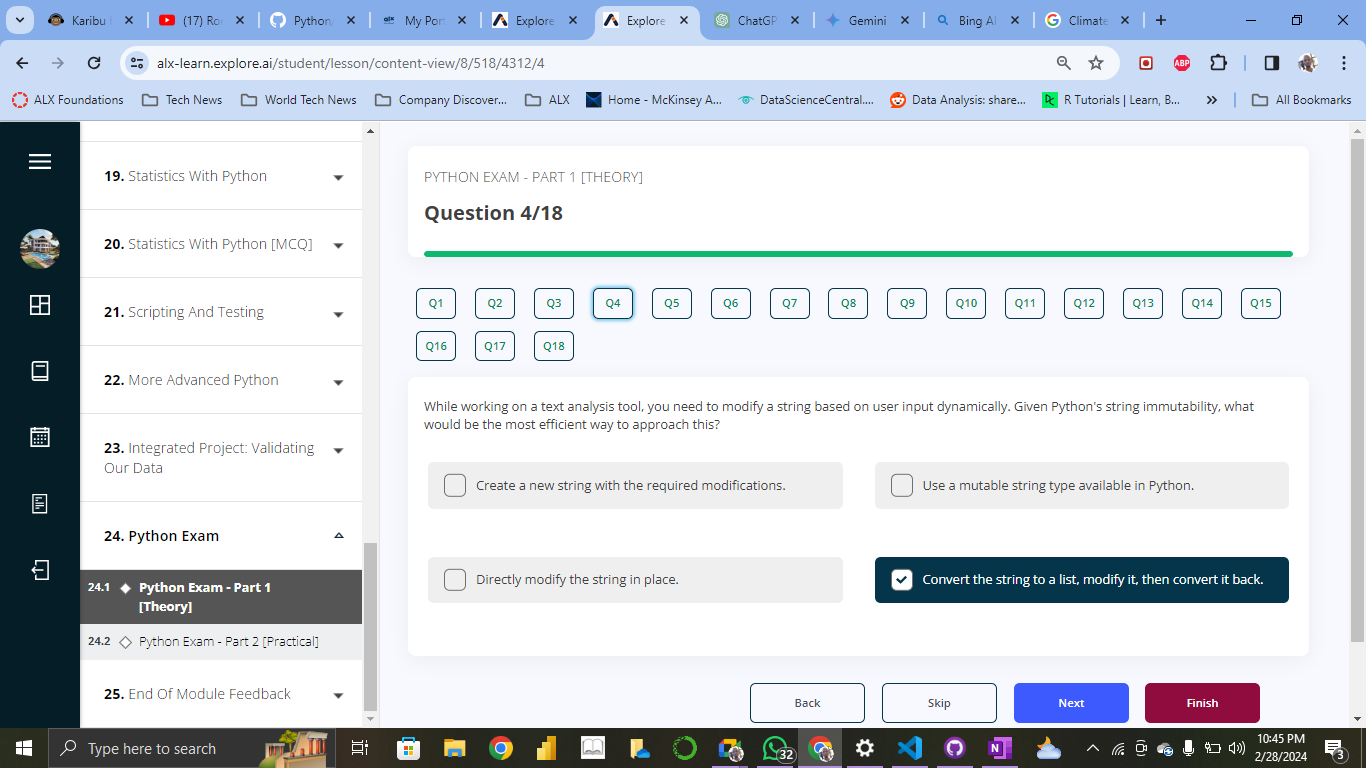 Karibu
(17) Ro
Python
My Por
Explore
Explore
ChatGP
Gemini
Bing AI
Climate
alx-learn.explore.ai/student/lesson/content-view/8/518/4312/4
ABP
ALX Foundations
Tech News
World Tech News
Company Discover...
ALX
Home - McKinsey A...
DataScienceCentral....
Data Analysis: share...
R Tutorials | Learn, B...
All Bookmarks
19. Statistics With Python
20. Statistics With Python [MCQ]
21. Scripting And Testing
22. More Advanced Python
23. Integrated Project: Validating
Our Data
24. Python Exam
24.1 Python Exam - Part 1
[Theory]
24.2 Python Exam - Part 2 [Practical]
25. End Of Module Feedback
PYTHON EXAM - PART 1 [THEORY]
Question 4/18
Q1 Q2 Q3 Q4 Q5 Q6 Q7 Q8 Q9 Q10 Q11 Q12 Q13 Q14 Q15
Q16 Q17 Q18
While working on a text analysis tool, you need to modify a string based on user input dynamically. Given Python's string immutability, what
would be the most efficient way to approach this?
Create a new string with the required modifications.
Use a mutable string type available in Python.
Directly modify the string in place.
Convert the string to a list, modify it, then convert it back.
Back
Skip
Next
Finish
Type here to search
32
10:45 PM
2/28/2024
3